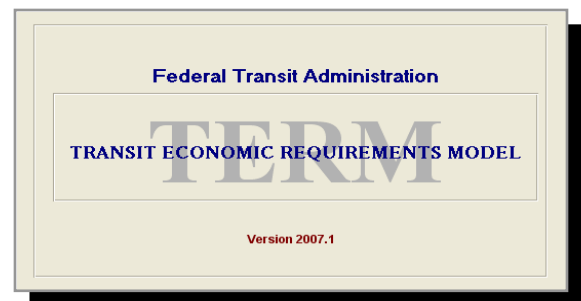 Federal Transit Administration
TERM
TRANSIT ECONOMIC REQUIREMENTS MODEL
Version 2007.1